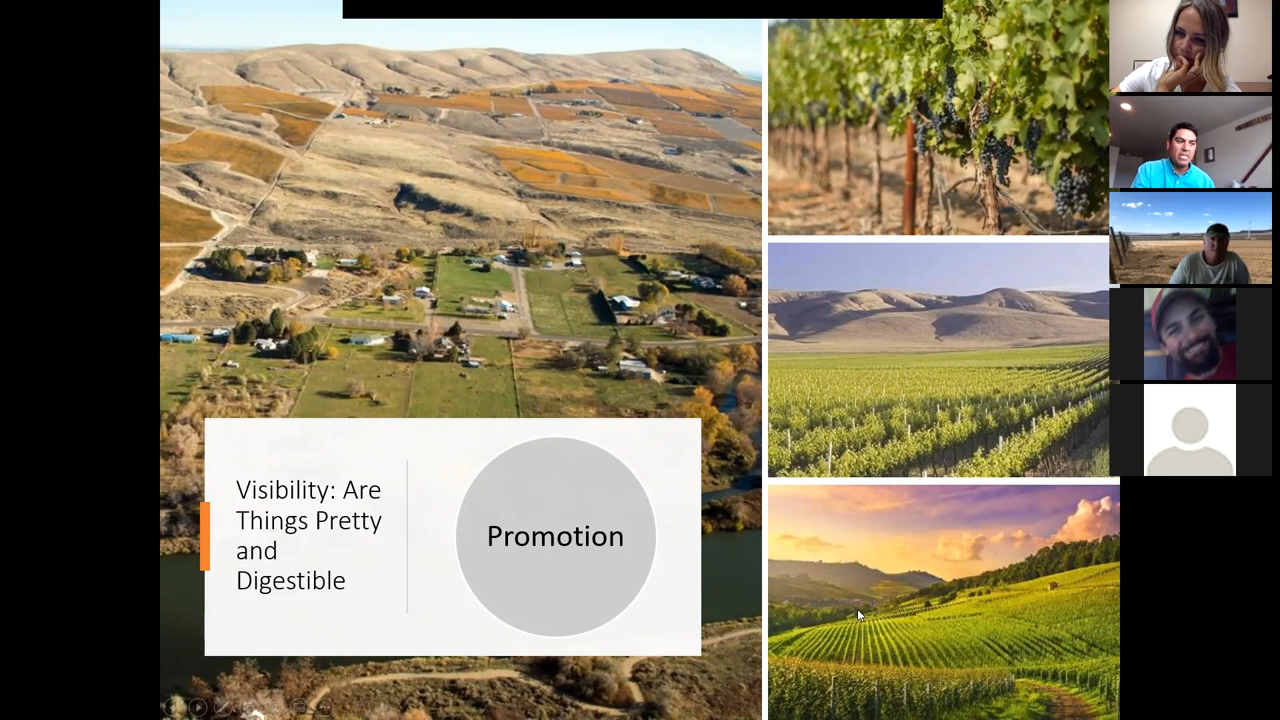 Visibility: Are
Things Pretty
and
Digestible
Promotion